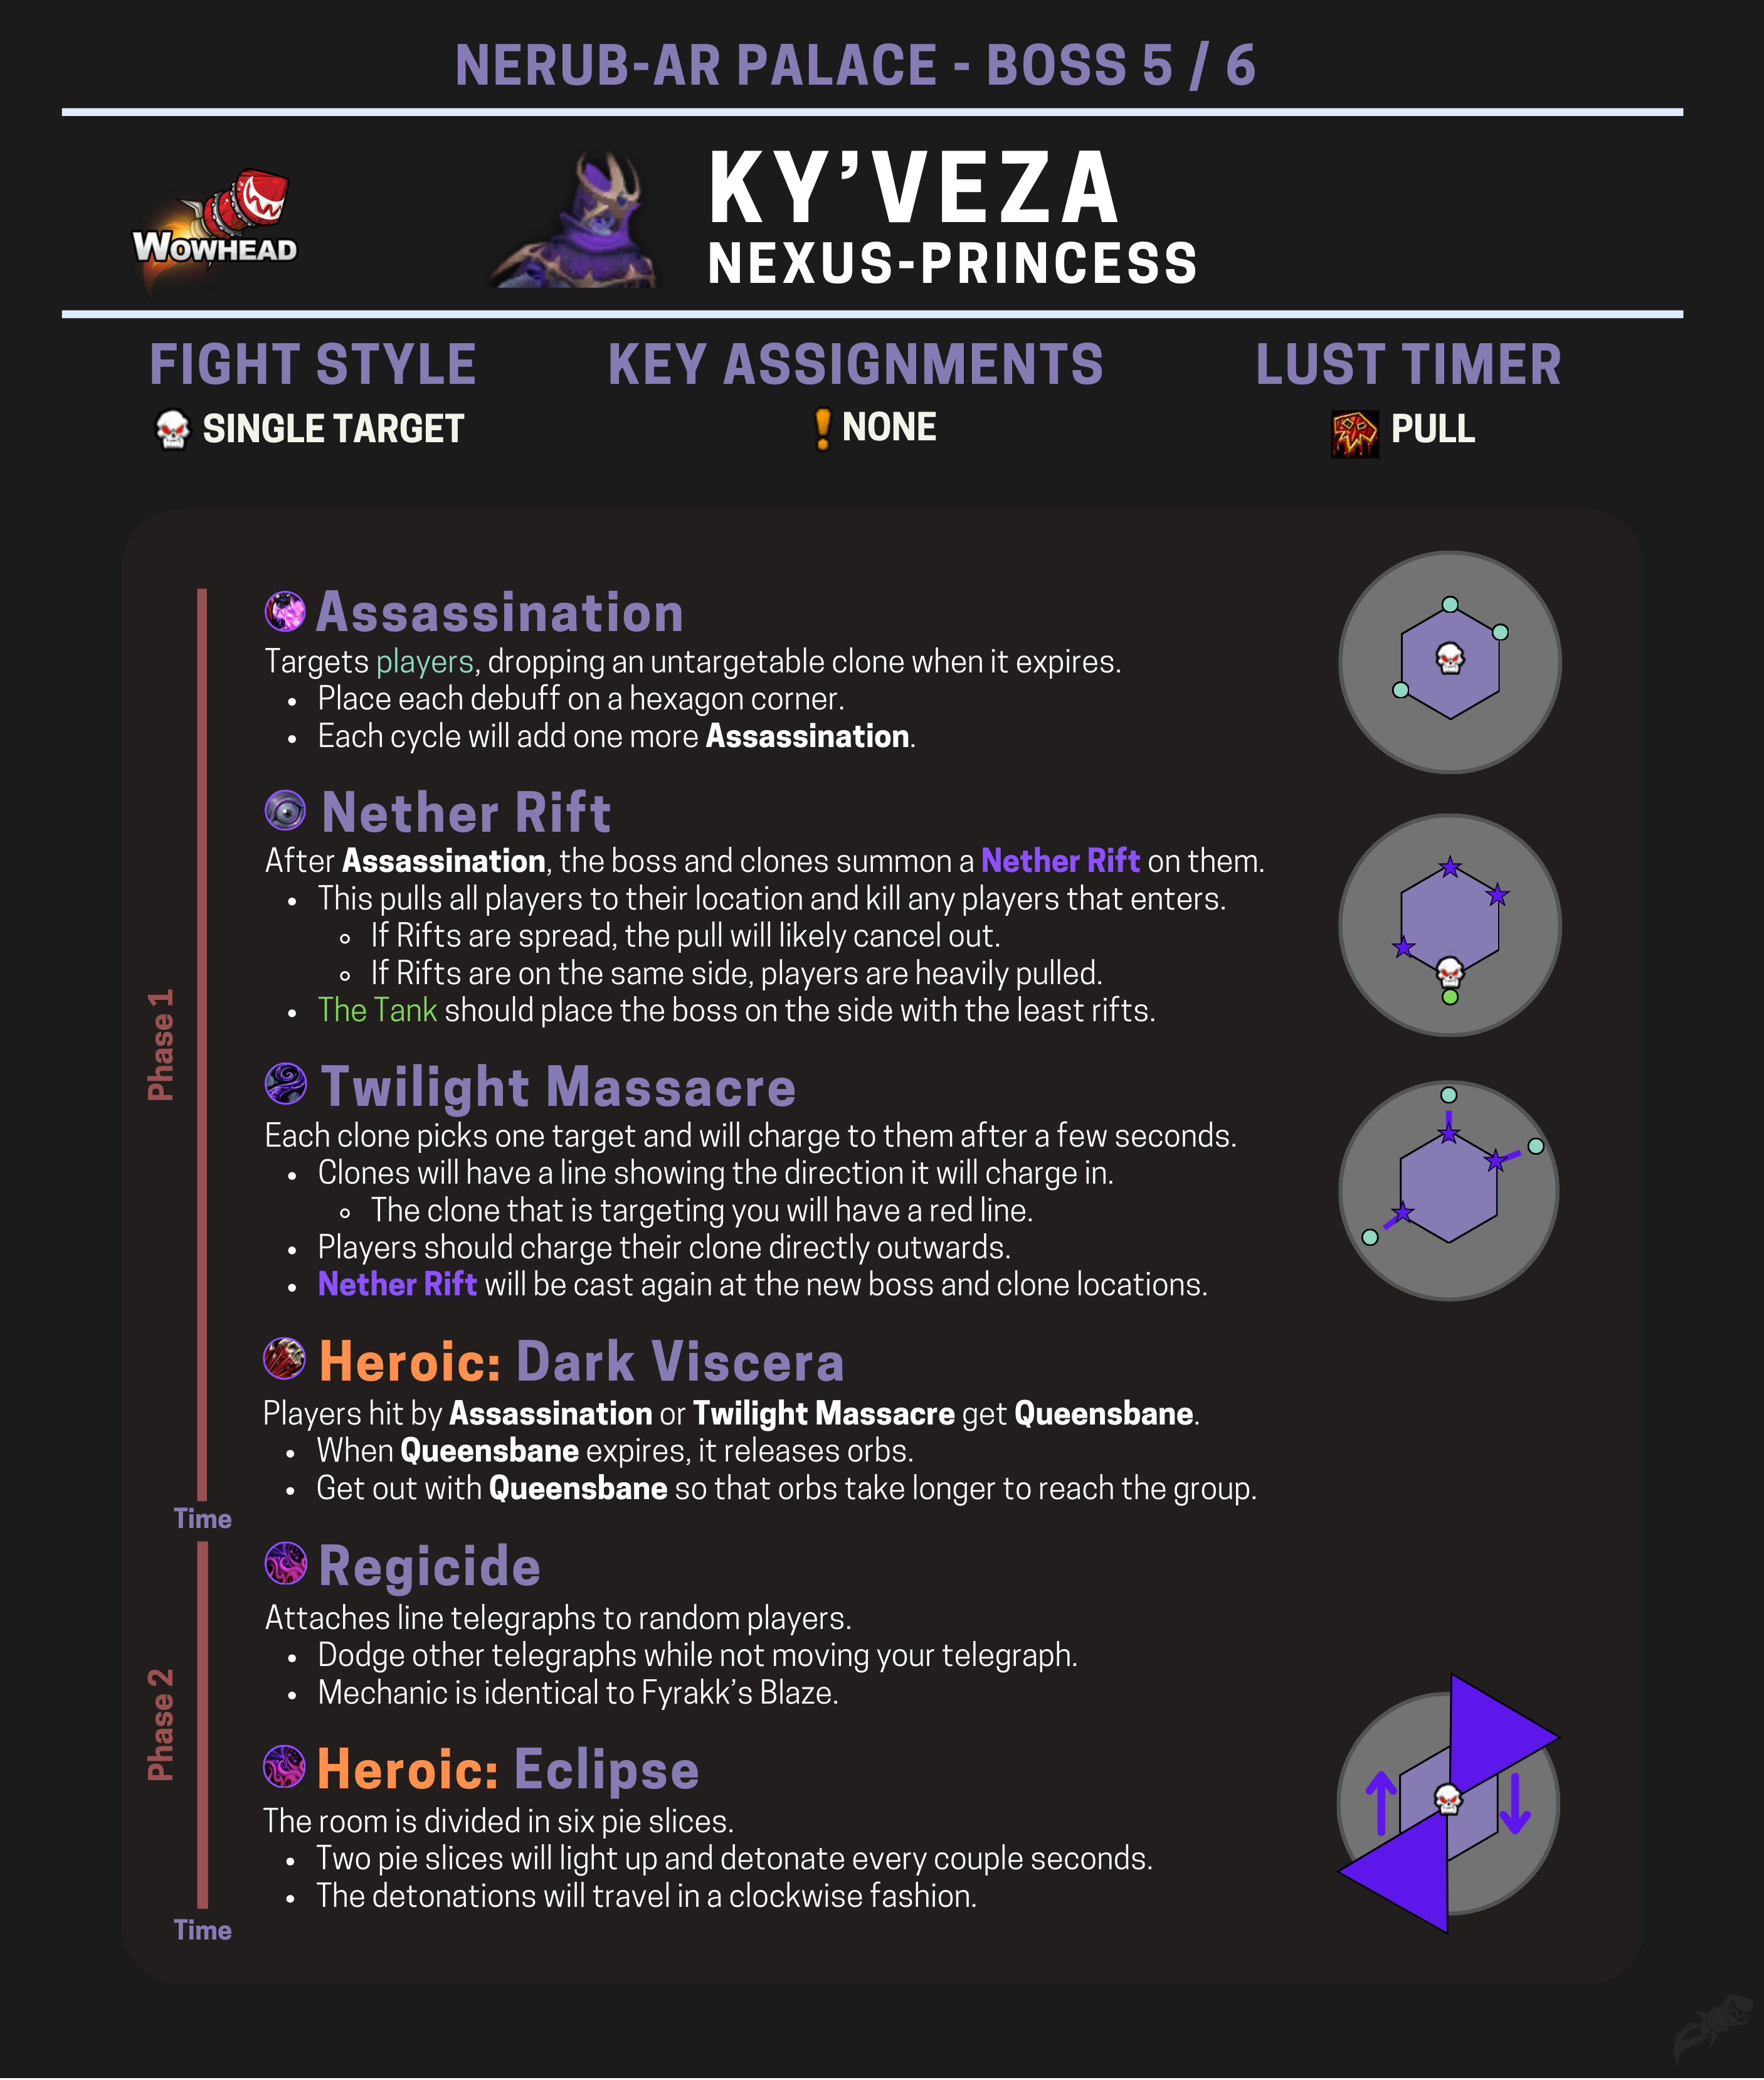 NERUB-AR PALACE - BOSS 5 / 6
WOWHEAD
KY’VEZA
NEXUS-PRINCESS
FIGHT STYLE
KEY ASSIGNMENTS
LUST TIMER
SINGLE TARGET
NONE
PULL
Phase 1
Assassination
Targets players, dropping an untargetable clone when it expires.
• Place each debuff on a hexagon corner.
• Each cycle will add one more Assassination.
Nether Rift
After Assassination, the boss and clones summon a Nether Rift on them.
• This pulls all players to their location and kill any players that enters.
◦ If Rifts are spread, the pull will likely cancel out.
◦ If Rifts are on the same side, players are heavily pulled.
• The Tank should place the boss on the side with the least rifts.
Twilight Massacre
Each clone picks one target and will charge to them after a few seconds.
• Clones will have a line showing the direction it will charge in.
◦ The clone that is targeting you will have a red line.
• Players should charge their clone directly outwards.
• Nether Rift will be cast again at the new boss and clone locations.
Heroic: Dark Viscera
Players hit by Assassination or Twilight Massacre get Queensbane.
• When Queensbane expires, it releases orbs.
• Get out with Queensbane so that orbs take longer to reach the group.
Time
Phase 2
Regicide
Attaches line telegraphs to random players.
• Dodge other telegraphs while not moving your telegraph.
• Mechanic is identical to Fyrakk’s Blaze.
Heroic: Eclipse
The room is divided in six pie slices.
• Two pie slices will light up and detonate every couple seconds.
• The detonations will travel in a clockwise fashion.
Time